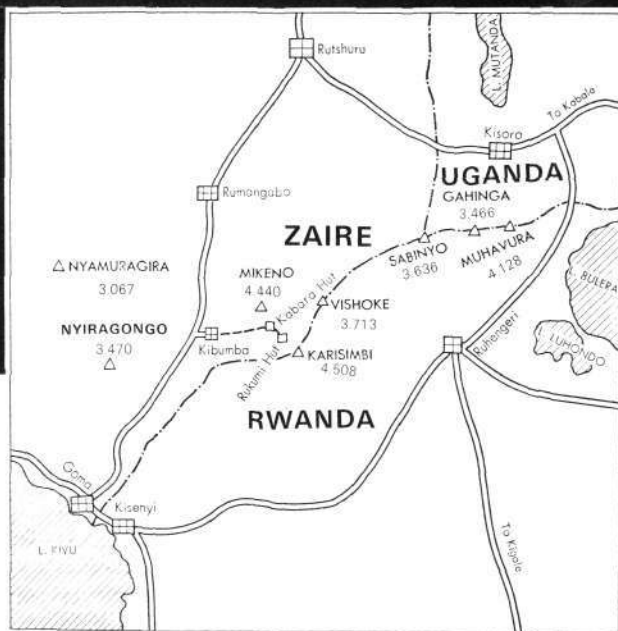 L. MUTANDA
Rutshuru
To Kabale
Kisoro
UGANDA
GAHINGA
3.466
Rumangabo
ZAIRE
SABINYO
3.636
MUHAVURA
4.128
NYAMURAGIRA
3.067
MIKENO
4.440
Kabara Hut
VISHOKE
3.713
L. BULERA
NYIRAGONGO
3 470
Kibumba
Rukumi Hut
KARISIMBI
4.508
Ruhengeri
L. LUHONDO
RWANDA
Goma
Kisenyi
L. KIVU
To Kigale